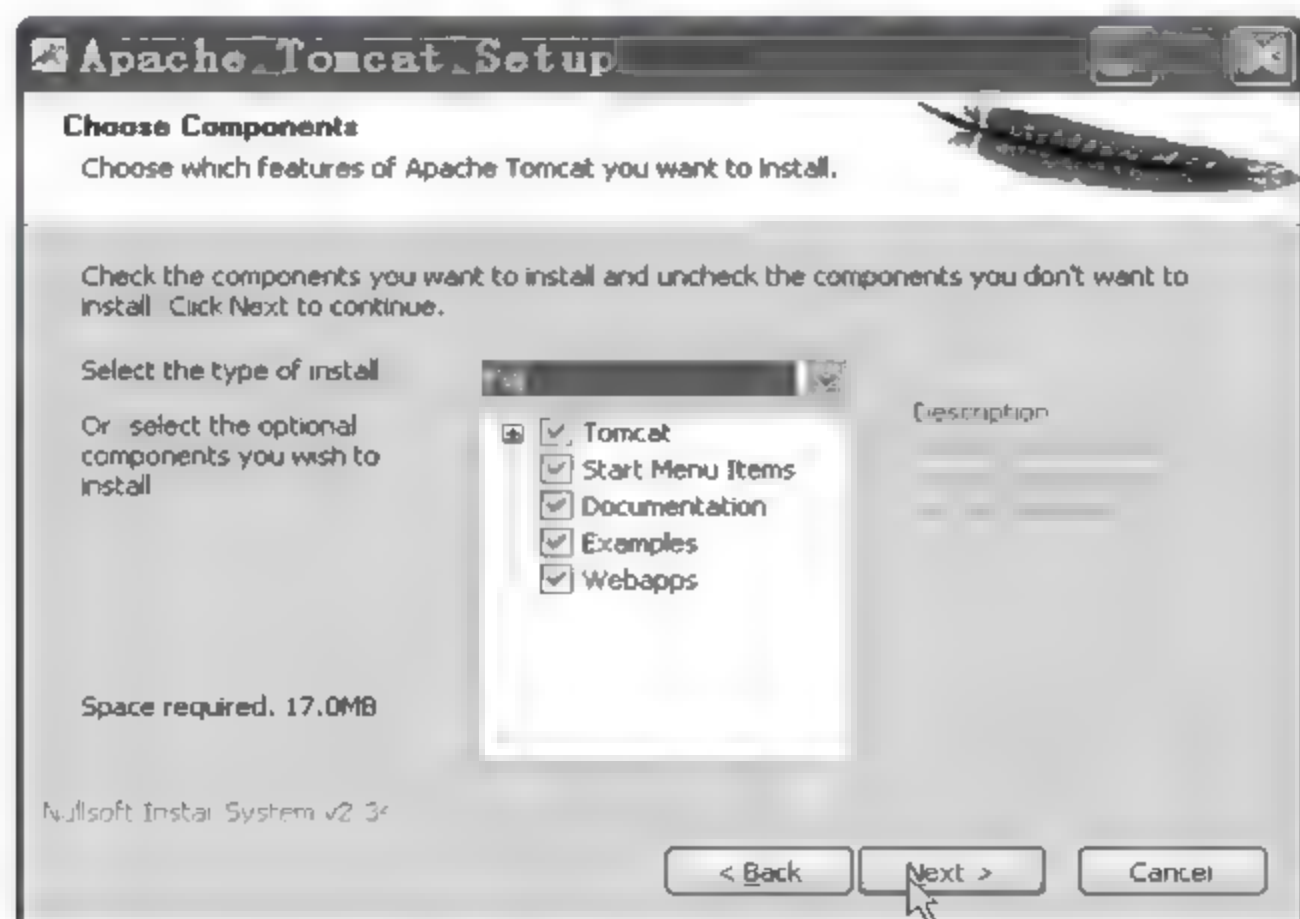 Apache Tomcat Setup
Choose Components
Choose which features of Apache Tomcat you want to install.
Check the components you want to install and uncheck the components you don't want to
install Click Next to continue.
Select the type of install
Or select the optional
components you wish to
install
Tomcat
Start Menu Items
Documentation
Examples
Webapps
Description
Space required. 17.0MB
Nullsoft Install System
< Back
Next >
Cancel